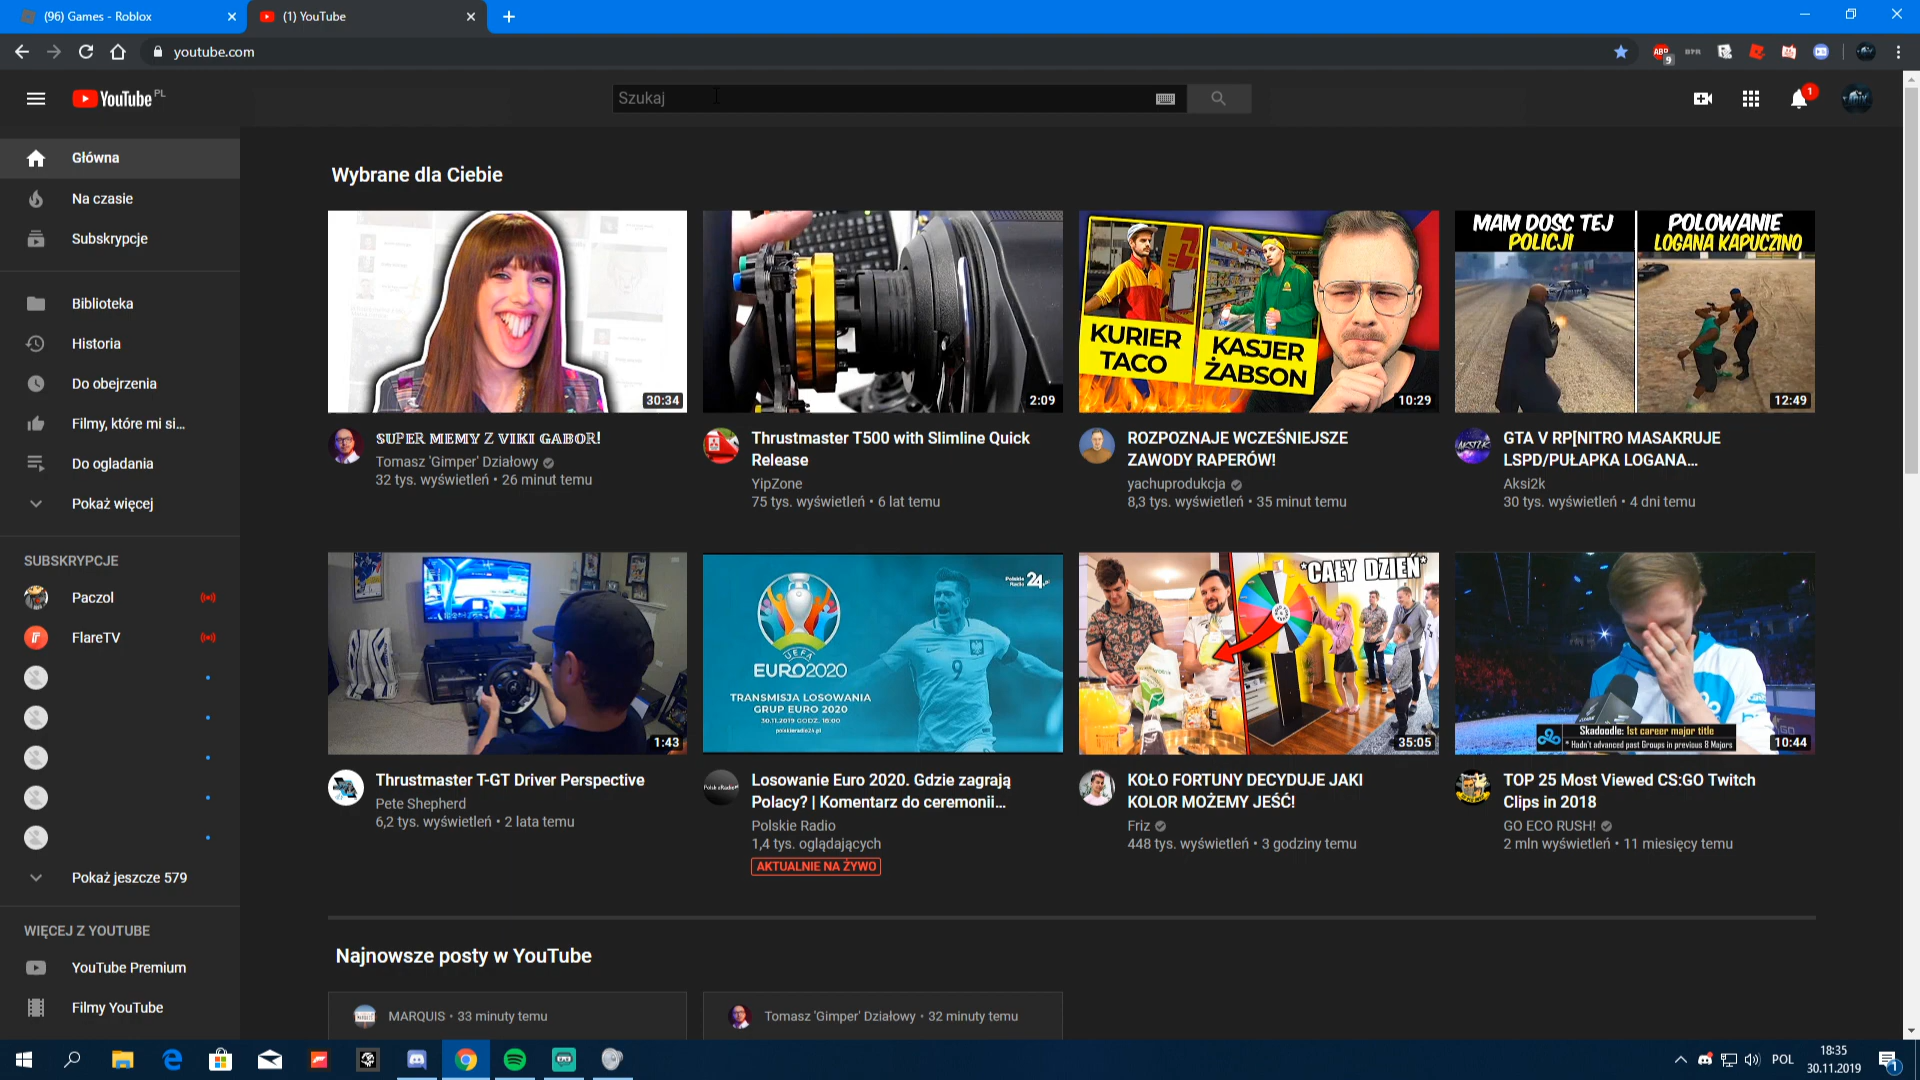 (96) Games - Roblox
(1) YouTube
youtube.com
ABP
9
BTR
YouTube PL
Szukaj
1
Główna
Na czasie
Subskrypcje
Biblioteka
Historia
Do obejrzenia
Filmy, które mi si...
Do ogladania
Pokaż więcej
SUBSKRYPCJE
Paczol
FlareTV
Pokaż jeszcze 579
WIĘCEJ Z YOUTUBE
YouTube Premium
Filmy YouTube
Wybrane dla Ciebie
30:34
𝕊𝕌ℙ𝔼ℝ 𝕄𝔼𝕄𝕐 ℤ 𝕍𝕀𝕂𝕀 𝔾𝔸𝔹𝕆ℝ!
Tomasz 'Gimper' Działowy
32 tys. wyświetleń • 26 minut temu
2:09
Thrustmaster T500 with Slimline Quick
Release
YipZone
75 tys. wyświetleń • 6 lat temu
KURIER
TACO
KASJER
ŻABSON
10:29
ROZPOZNAJE WCZEŚNIEJSZE
ZAWODY RAPERÓW!
yachuprodukcja
8,3 tys. wyświetleń • 35 minut temu
MAM DOSC TEJ
POLICJI
POLOWANIE
LOGANA KAPUCZINO
12:49
GTA V RP[NITRO MASAKRUJE
LSPD/PUŁAPKA LOGANA...
Aksi2k
30 tys. wyświetleń • 4 dni temu
1:43
Thrustmaster T-GT Driver Perspective
Pete Shepherd
6,2 tys. wyświetleń • 2 lata temu
Polskie
Radio 24.pl
UEFA
EURO2020
TRANSMISJA LOSOWANIA
GRUP EURO 2020
30.11.2019 GODZ. 18:00
polskieradio24.pl
9
Losowanie Euro 2020. Gdzie zagrają
Polacy? | Komentarz do ceremonii...
Polskie Radio
1,4 tys. oglądających
AKTUALNIE NA ŻYWO
*CAŁY DZIEŃ*
35:05
KOŁO FORTUNY DECYDUJE JAKI
KOLOR MOŻEMY JEŚĆ!
Friz
448 tys. wyświetleń • 3 godziny temu
Skadoodle: 1st career major title
* Hadn't advanced past Groups in previous 8 Majors
10:44
TOP 25 Most Viewed CS:GO Twitch
Clips in 2018
GO ECO RUSH!
2 mln wyświetleń • 11 miesięcy temu
Najnowsze posty w YouTube
MARQUIS • 33 minuty temu
Tomasz 'Gimper' Działowy • 32 minuty temu
POL
18:35
30.11.2019
1